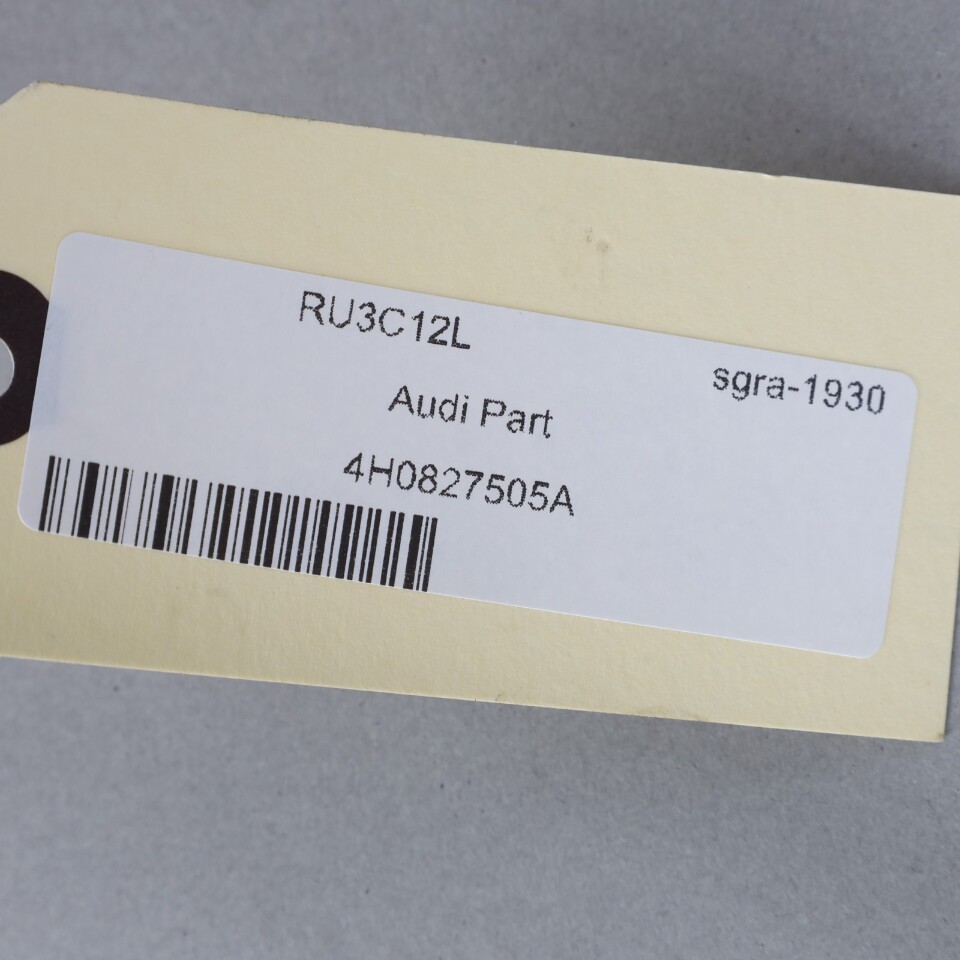 RU3C12L
sgra-1930
Audi Part
4H0827505A